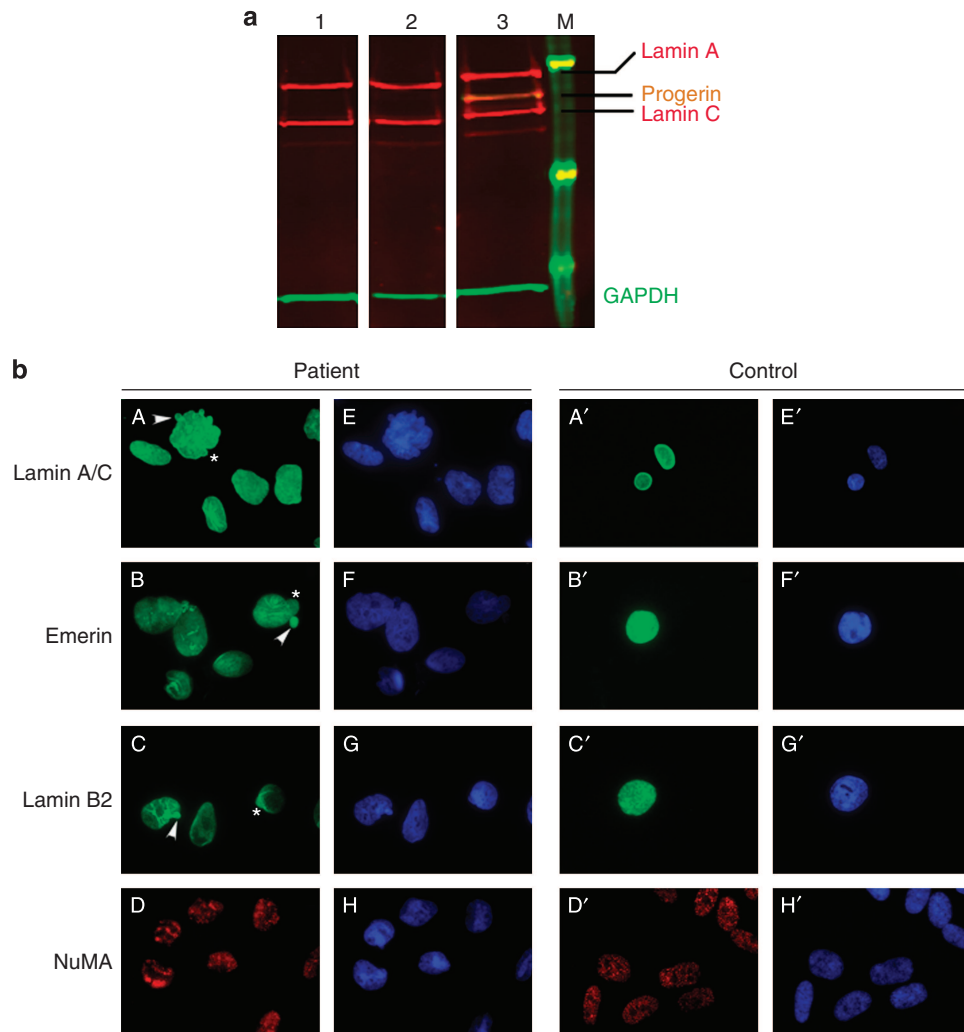 a
1 2 3 M
Lamin A
Progerin
Lamin C
GAPDH
b
Patient Control
Lamin A/C
A * E A′ E′
Emerin
B * F B′ F′
Lamin B2
C * G C′ G′
NuMA
D H D′ H′